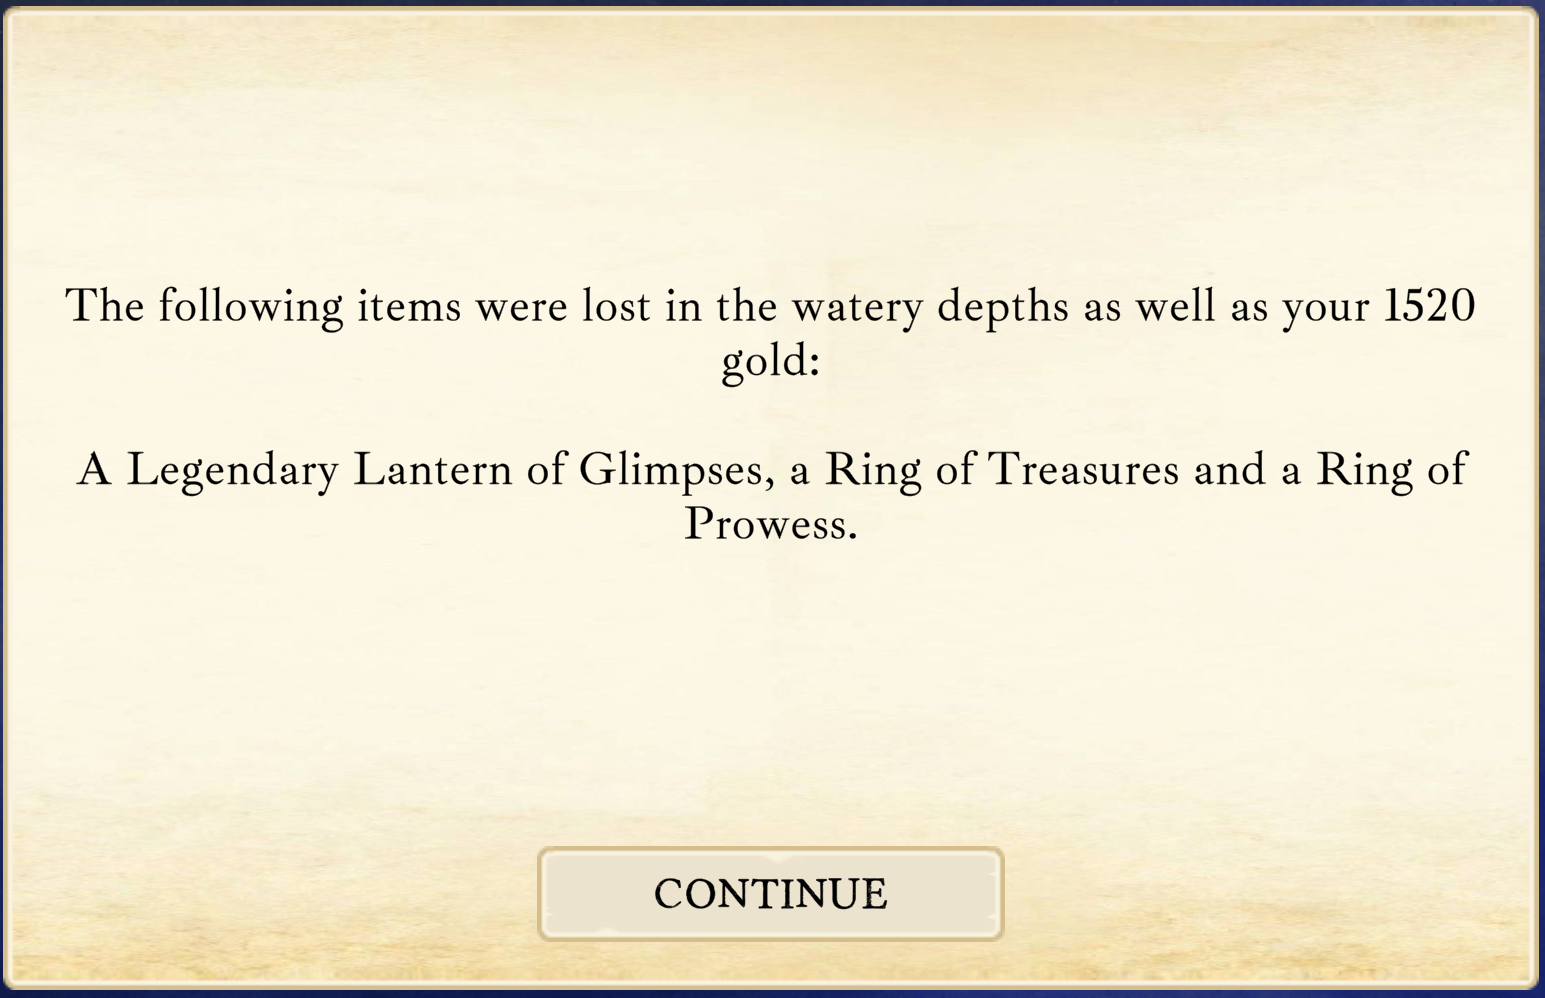 The following items were lost in the watery depths as well as your 1520
gold:
A Legendary Lantern of Glimpses, a Ring of Treasures and a Ring of
Prowess.
CONTINUE